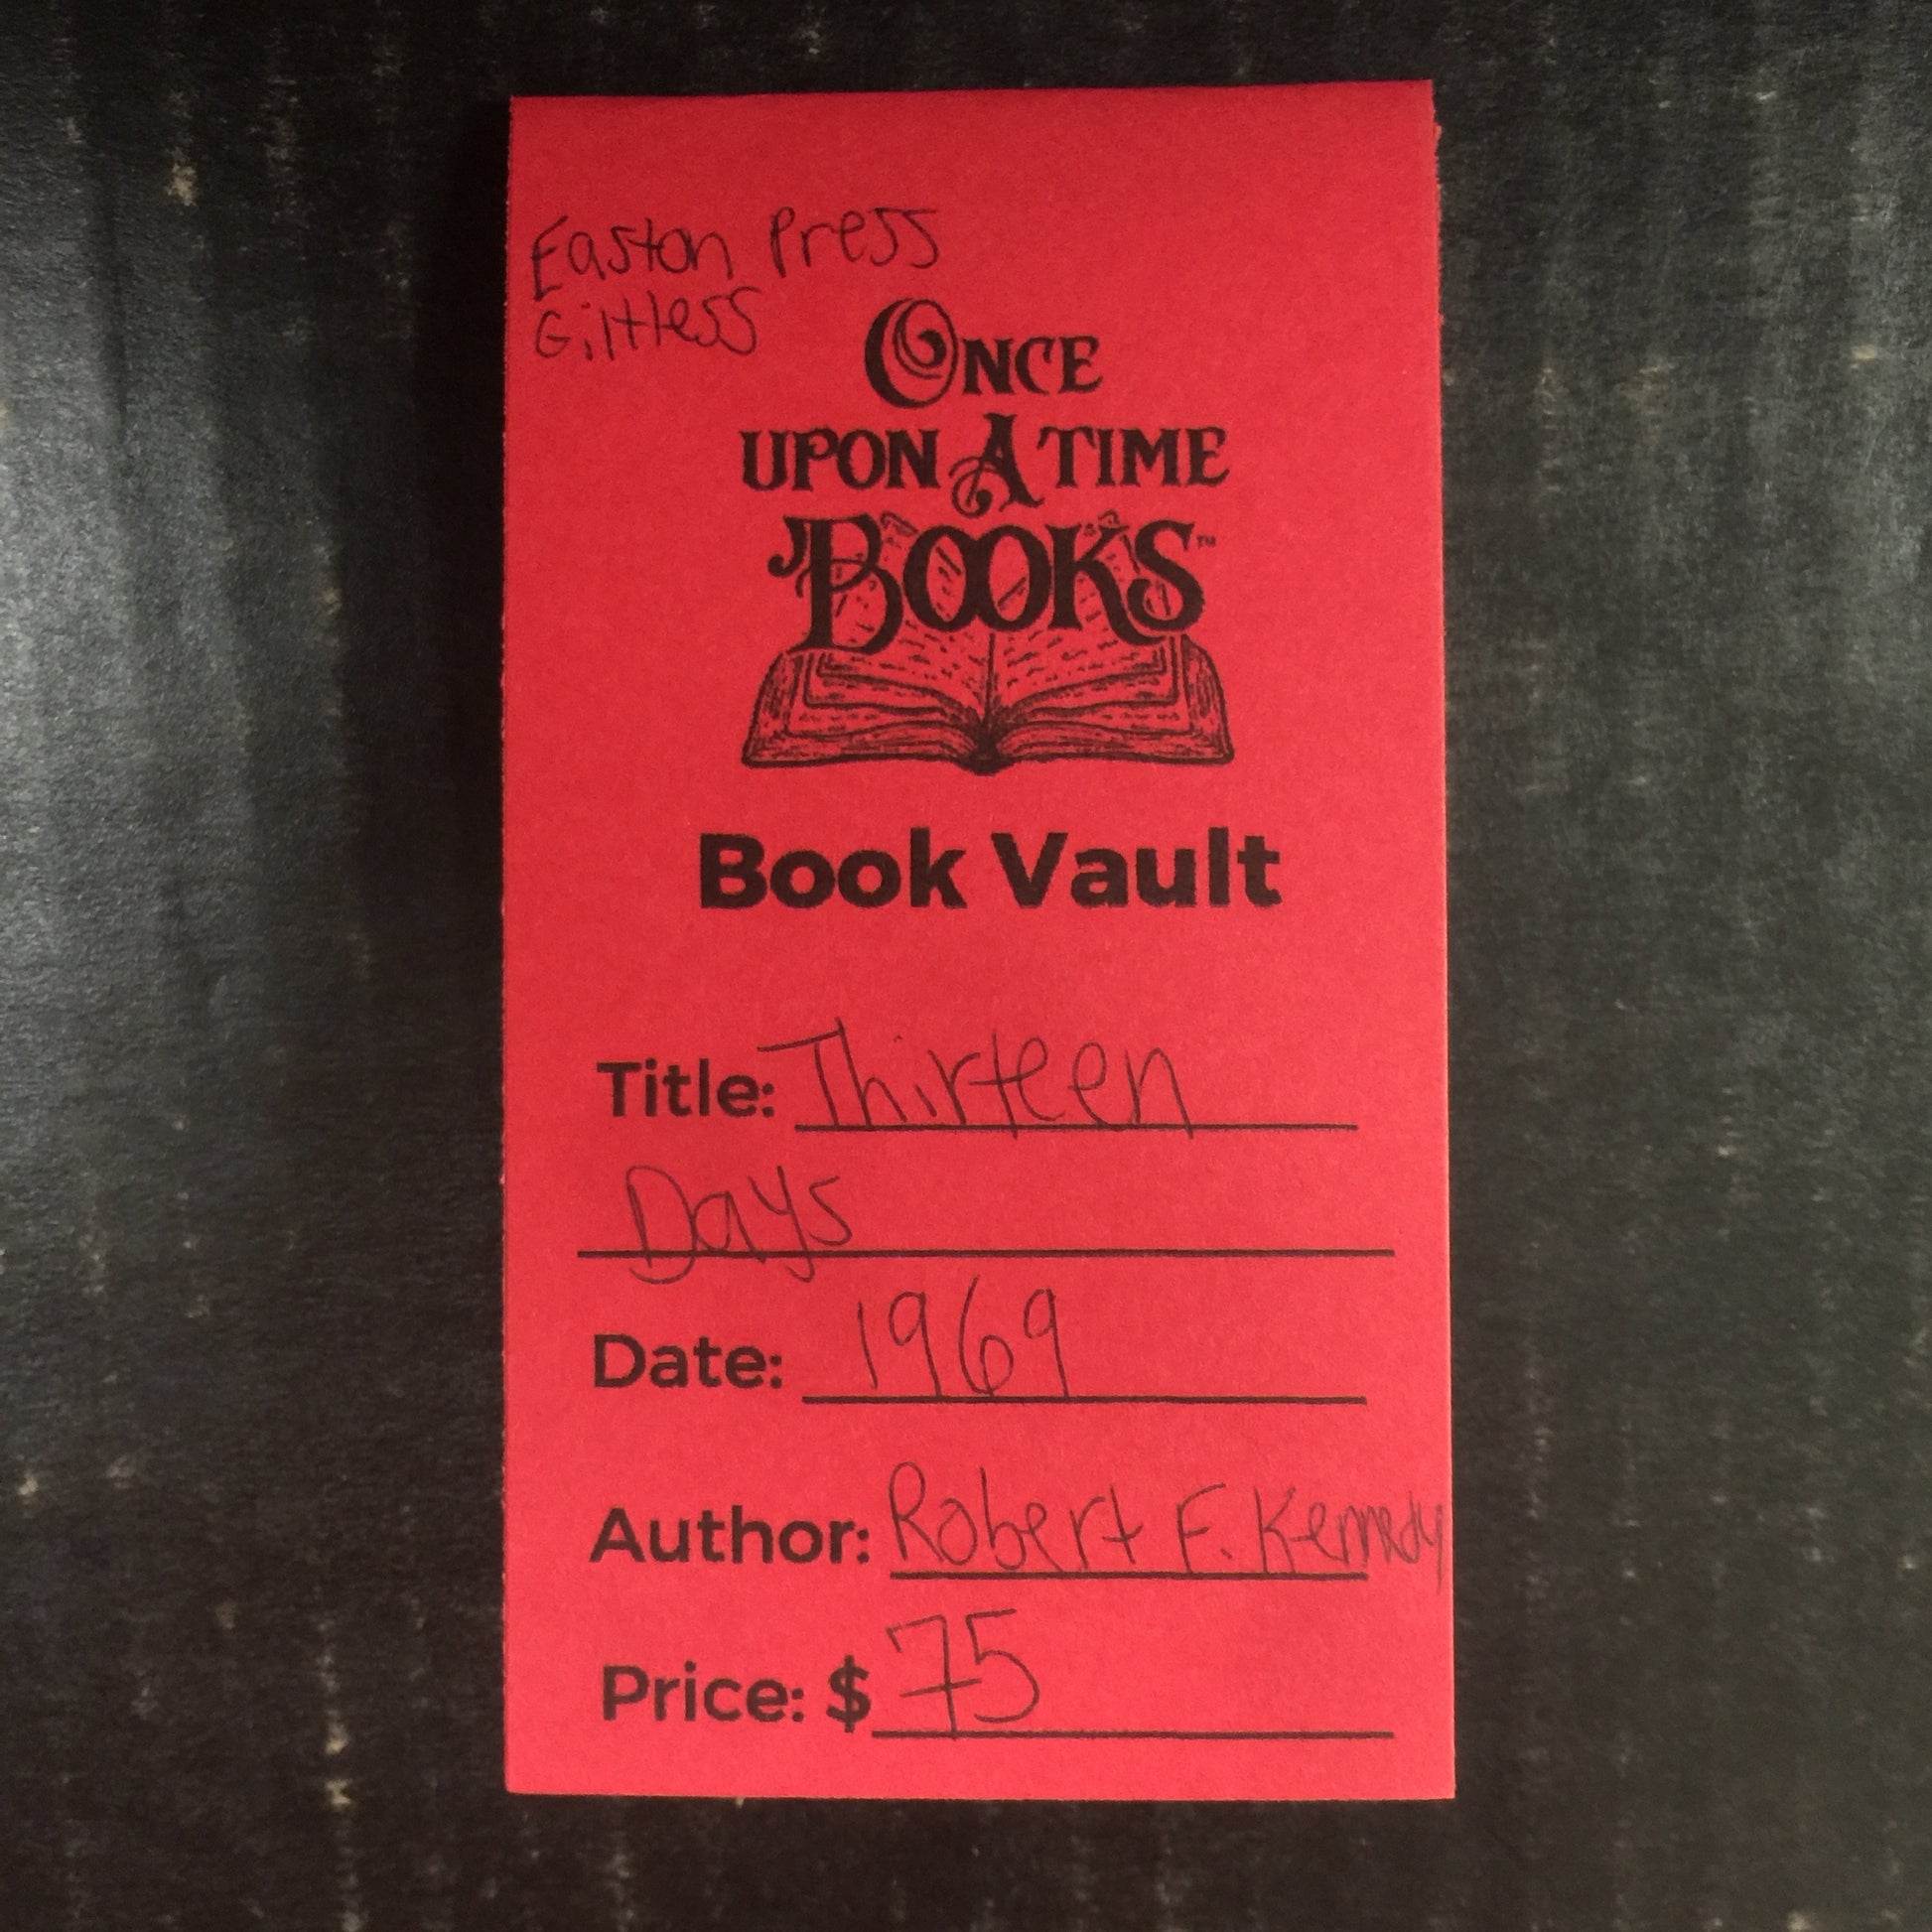 Easton Press
Giltless
ONCE
UPON A TIME
BOOKS™
Book Vault
Title: Thirteen
Days
Date: 1969
Author: Robert F. Kennedy
Price: $75